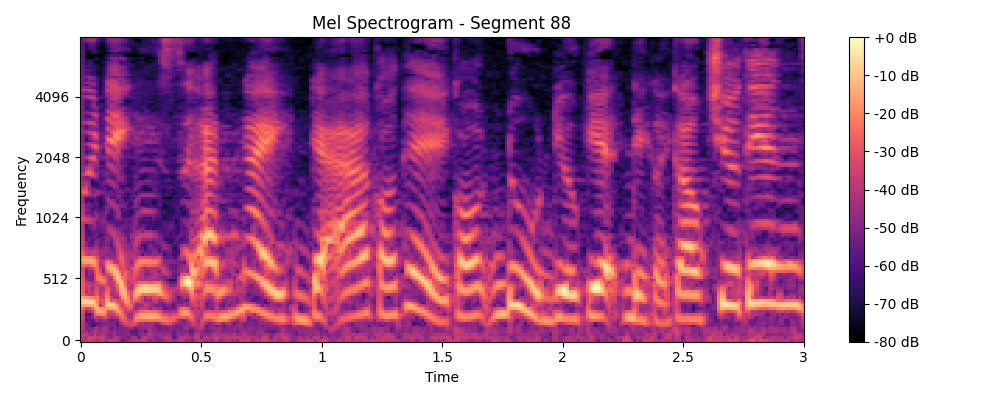 Mel Spectrogram - Segment 88
+0 dB
-10 dB
-20 dB
-30 dB
-40 dB
-50 dB
-60 dB
-70 dB
-80 dB
Frequency
4096
2048
1024
512
0
0
0.5
1
1.5
2
2.5
3
Time